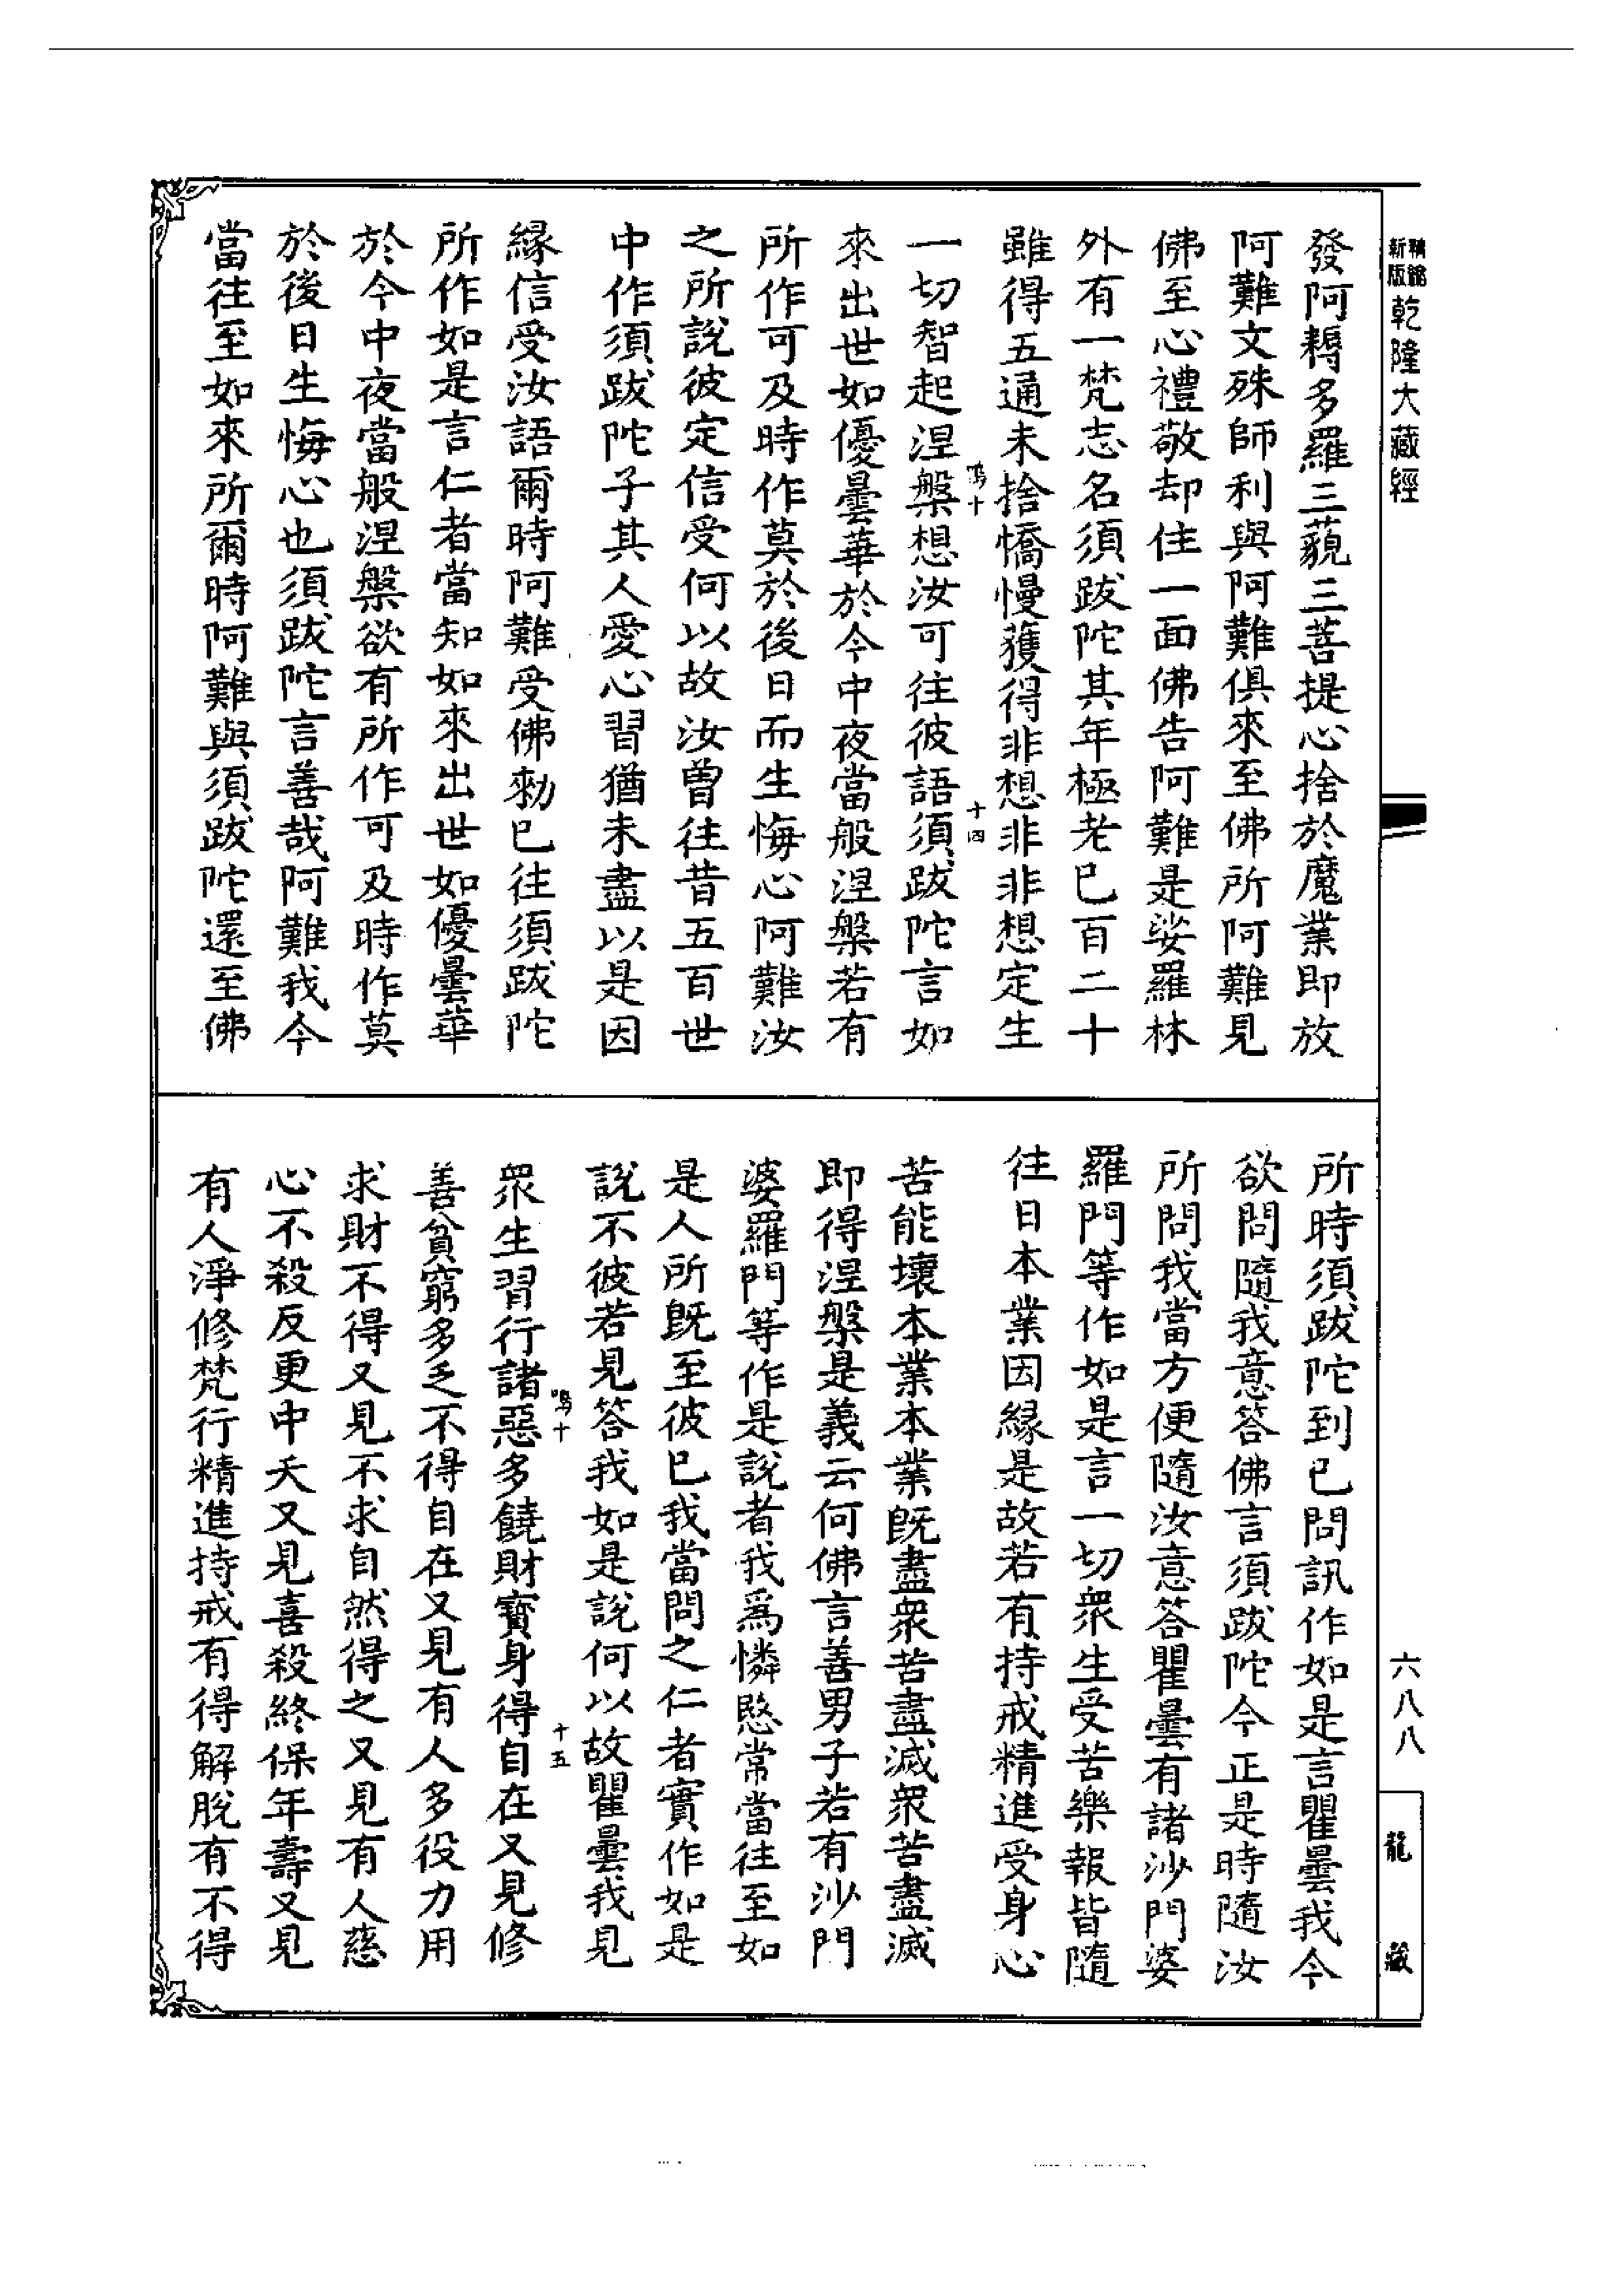 精縮新版
乾隆大藏經
發阿耨多羅三藐三菩提心捨於魔業即放
阿難文殊師利與阿難俱來至佛所阿難見
佛至心禮敬却住一面佛告阿難是娑羅林
外有一梵志名須跋陀其年極老已百二十
雖得五通未捨憍慢獲得非想非非想定生
一切智起涅槃想汝可往彼語須跋陀言如
來出世如優曇華於今中夜當般涅槃若有
所作可及時作莫於後日而生悔心阿難汝
之所說彼定信受何以故汝曾往昔五百世
中作須跋陀子其人愛心習猶未盡以是因
緣信受汝語爾時阿難受佛勑已往須跋陀
所作如是言仁者當知如來出世如優曇華
於今中夜當般涅槃欲有所作可及時作莫
於後日生悔心也須跋陀言善哉阿難我今
當往至如來所爾時阿難與須跋陀還至佛
十四
所時須跋陀到已問訊作如是言瞿曇我今
欲問隨我意答佛言須跋陀今正是時隨汝
所問我當方便隨汝意答瞿曇有諸沙門婆
羅門等作如是言一切衆生受苦樂報皆隨
往日本業因緣是故若有持戒精進受身心
苦能壞本業本業既盡衆苦盡滅衆苦盡滅
即得涅槃是義云何佛言善男子若有沙門
婆羅門等作是說者我爲憐愍常當往至如
是人所既至彼已我當問之仁者實作如是
說不彼若見答我如是說何以故瞿曇我見
衆生習行諸惡多饒財寳身得自在又見修
善貧窮多乏不得自在又見有人多役力用
求財不得又見不求自然得之又見有人慈
心不殺反更中夭又見喜殺終保年壽又見
有人淨修梵行精進持戒有得解脫有不得
十五
六八八
龍藏